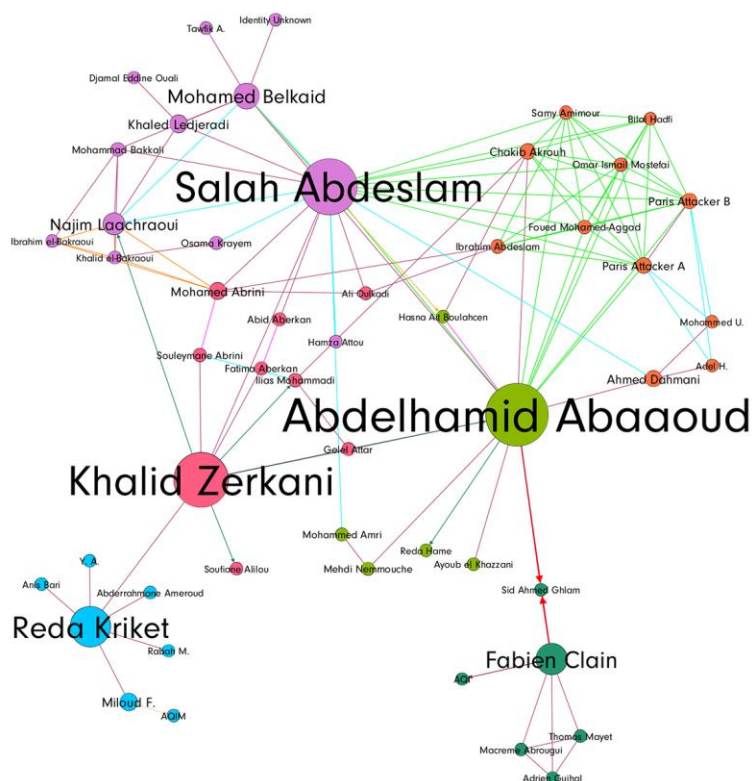 Identity Unknown
Tawfik A.
Djamal Eddine Ouali
Mohamed Belkaid
Khaled Ledjeradi
Samy Amimour
Bilal Hadfi
Mohammad Bakkali
Chakib Akrouh
Omar Ismail Mostefai
Salah Abdeslam
Paris Attacker B
Najim Laachraoui
Foued Mohamed-Aggad
Ibrahim el-Bakraoui
Osama Krayem
Ibrahim Abdeslam
Khalid el-Bakraoui
Paris Attacker A
Mohamed Abrini
Ali Oulkadi
Abid Aberkan
Hasna Ait Boulahcen
Mohammed U.
Hamza Attou
Souleymane Abrini
Fatima Aberkan
Adel H.
Ilias Mohammadi
Ahmed Dahmani
Abdelhamid Abaaoud
Gelel Attar
Khalid Zerkani
Mohammed Amri
Reda Hame
Ayoub el Khazzani
Mehdi Nemmouche
Soufiane Alilou
Y. A.
Anis Bari
Abderrahmane Ameroud
Sid Ahmed Ghlam
Reda Kriket
Rabah M.
Fabien Clain
Miloud F.
AQIM
Thomas Mayet
Macreme Abrougui
Adrien Guihal